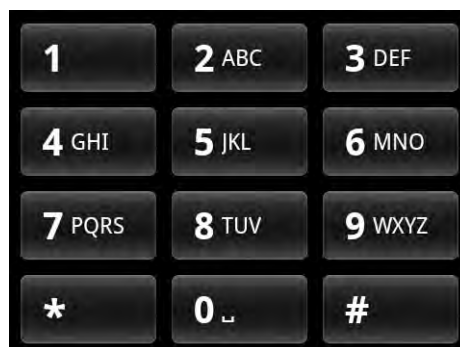 1 2 ABC 3 DEF
4 GHI 5 JKL 6 MNO
7 PQRS 8 TUV 9 WXYZ
* 0 ␣ #